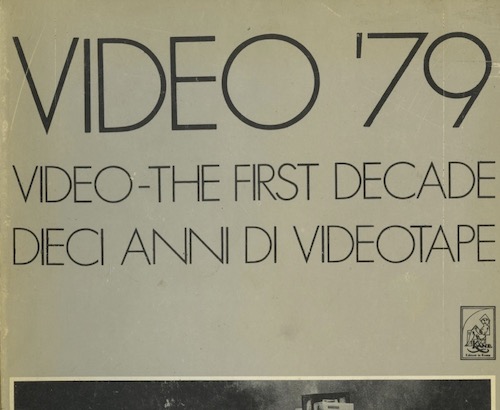 VIDEO '79
VIDEO-THE FIRST DECADE
DIECI ANNI DI VIDEOTAPE